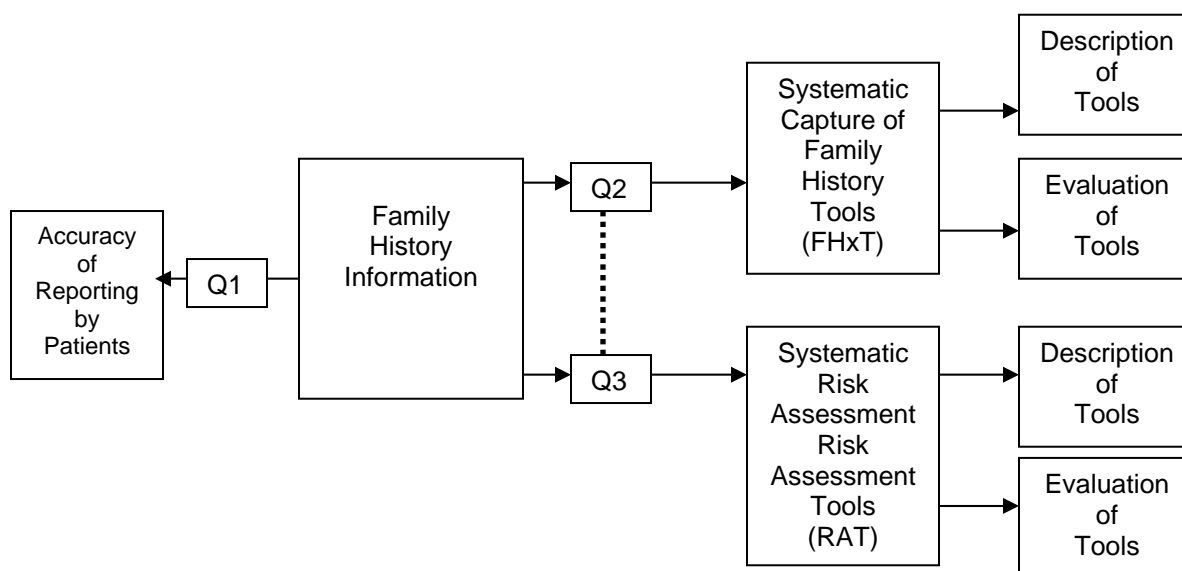 Accuracy
of
Reporting
by
Patients
Q1
Family
History
Information
Q2
Q3
Systematic
Capture of
Family
History
Tools
(FHxT)
Description
of
Tools
Evaluation
of
Tools
Systematic
Risk
Assessment
Risk
Assessment
Tools
(RAT)
Description
of
Tools
Evaluation
of
Tools